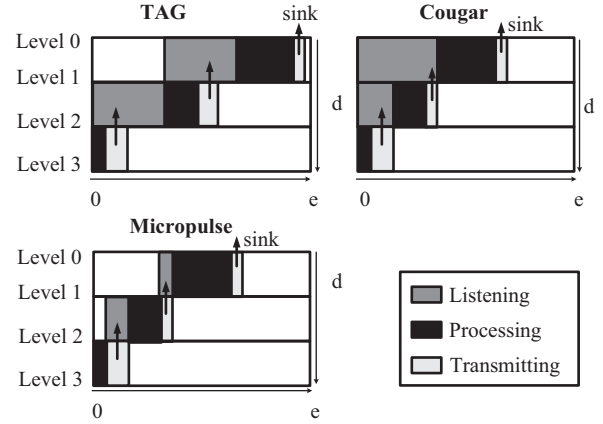 TAG
sink
Level 0
Level 1
Level 2
Level 3
d
0
e
Cougar
sink
d
0
e
Micropulse
sink
Level 0
Level 1
Level 2
Level 3
d
0
e
Listening
Processing
Transmitting